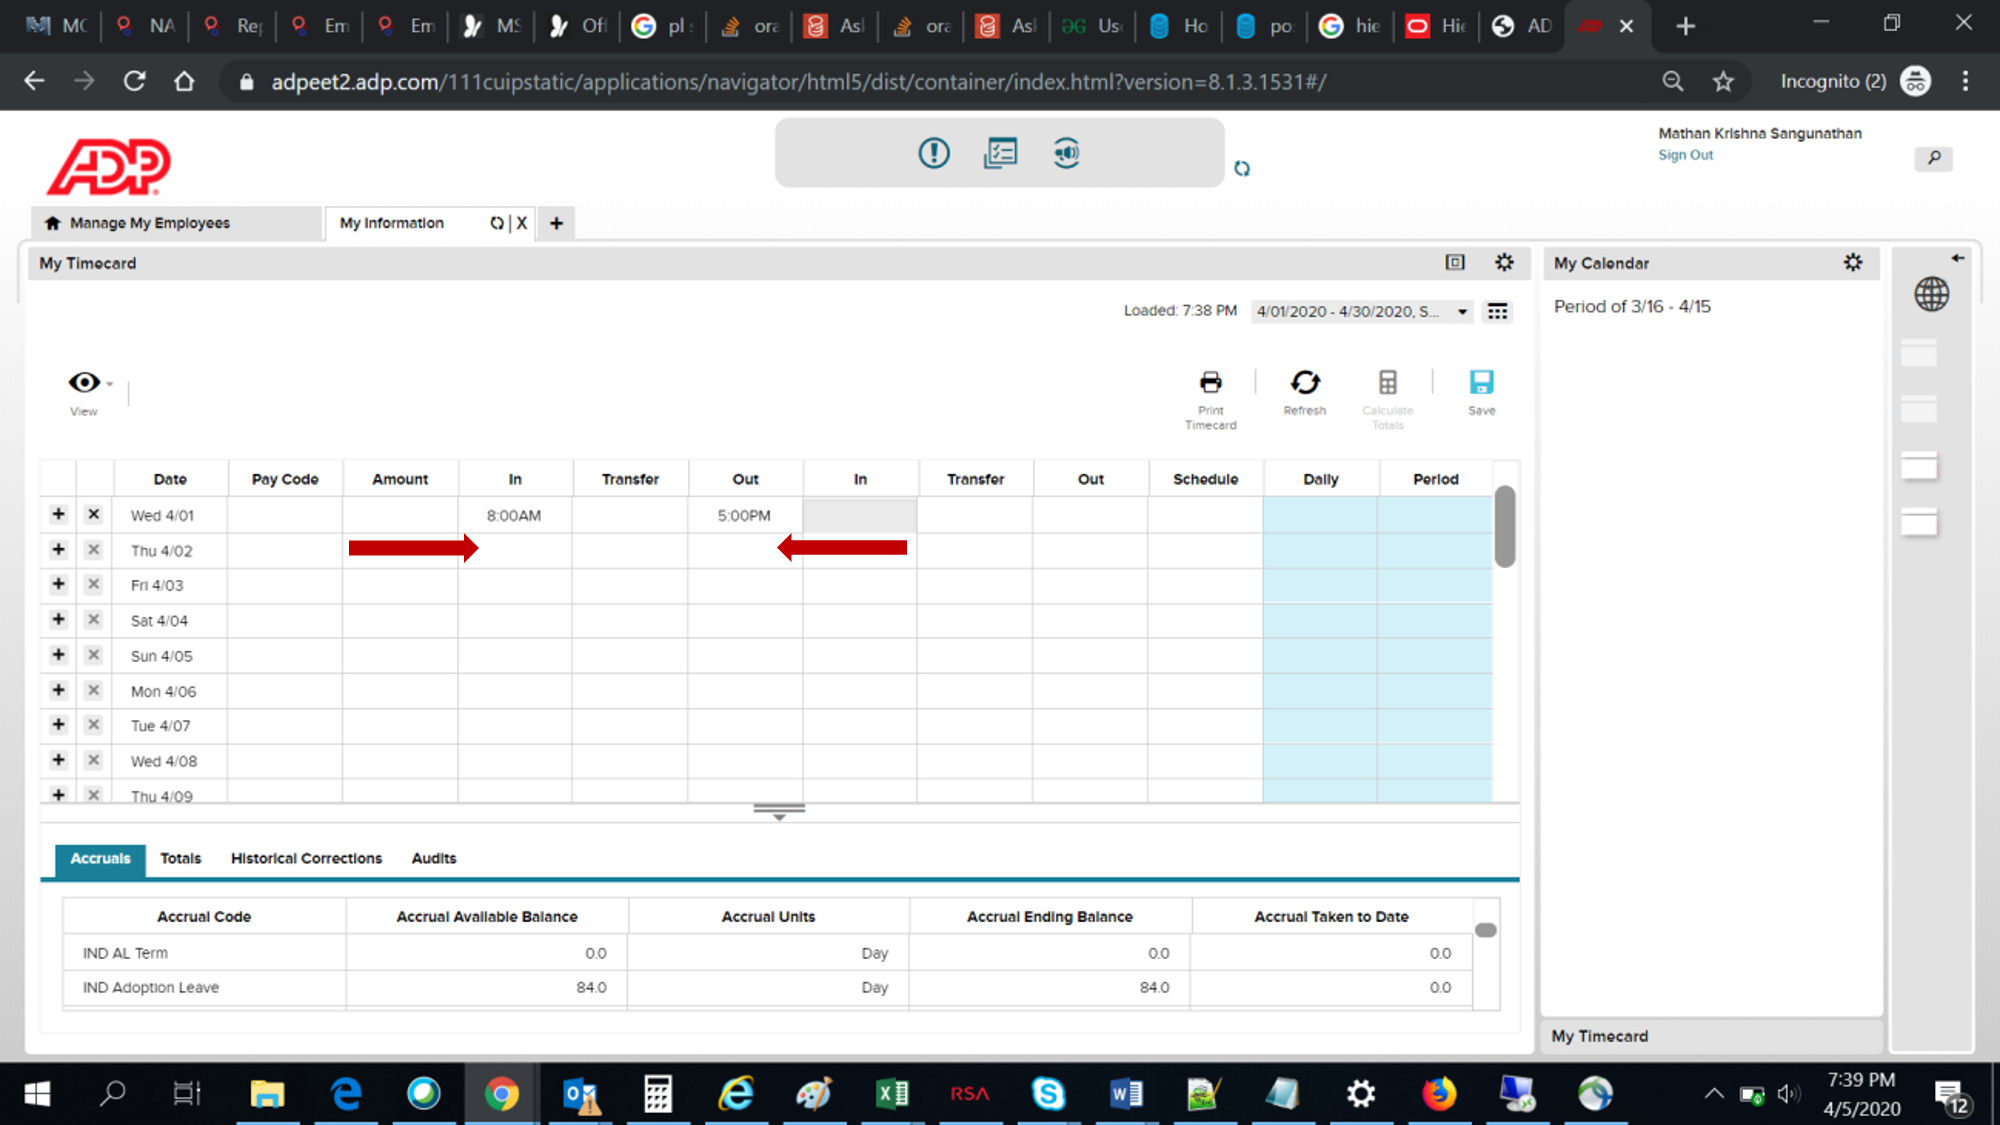 MC NA Re Em Em MS Off pl s ora As ora As Us Ho po hie Hie AD
adpeet2.adp.com/111cuipstatic/applications/navigator/html5/dist/container/index.html?version=8.1.3.1531#/
Incognito (2)
ADP
Mathan Krishna Sangunathan
Sign Out
Manage My Employees
My Information
X
My Timecard
My Calendar
Loaded: 7:38 PM
4/01/2020 - 4/30/2020, S...
Period of 3/16 - 4/15
View
Print Timecard
Refresh
Calculate Totals
Save
Date Pay Code Amount In Transfer Out In Transfer Out Schedule Daily Period
Wed 4/01 8:00AM 5:00PM
Thu 4/02
Fri 4/03
Sat 4/04
Sun 4/05
Mon 4/06
Tue 4/07
Wed 4/08
Thu 4/09
Accruals Totals Historical Corrections Audits
Accrual Code Accrual Available Balance Accrual Units Accrual Ending Balance Accrual Taken to Date
IND AL Term 0.0 Day 0.0 0.0
IND Adoption Leave 84.0 Day 84.0 0.0
My Timecard
RSA
7:39 PM
4/5/2020
12